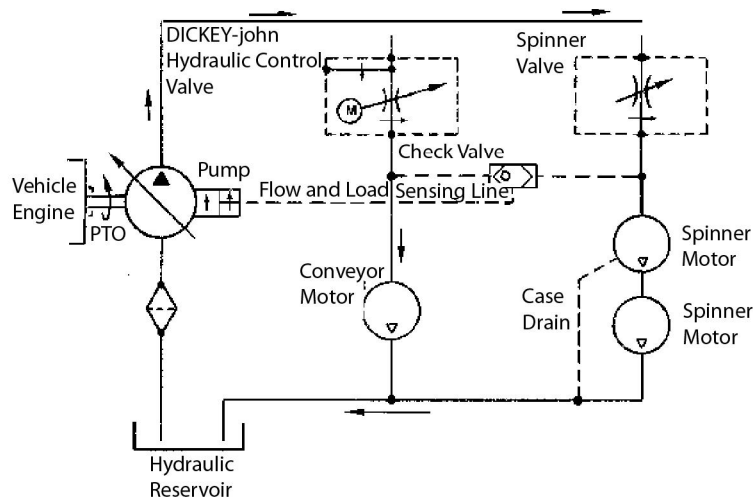 DICKEY-john
Hydraulic Control
Valve
Spinner
Valve
M
Check Valve
Pump
Vehicle
Engine
Flow and Load Sensing Line
PTO
Conveyor
Motor
Spinner
Motor
Case
Drain
Spinner
Motor
Hydraulic
Reservoir